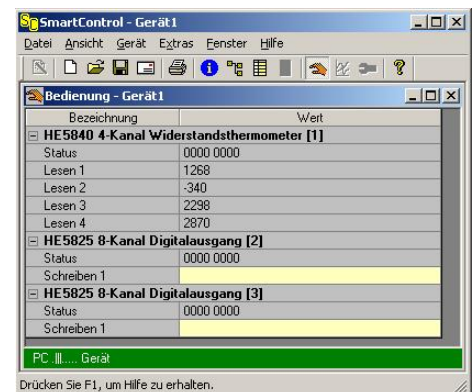 SmartControl - Gerät1
Datei Ansicht Gerät Extras Fenster Hilfe
Bedienung - Gerät1
Bezeichnung Wert
HE5840 4-Kanal Widerstandsthermometer [1]
Status 0000 0000
Lesen 1 1268
Lesen 2 -340
Lesen 3 2298
Lesen 4 2870
HE5825 8-Kanal Digitalausgang [2]
Status 0000 0000
Schreiben 1
HE5825 8-Kanal Digitalausgang [3]
Status 0000 0000
Schreiben 1
PC .|||..... Gerät
Drücken Sie F1, um Hilfe zu erhalten.